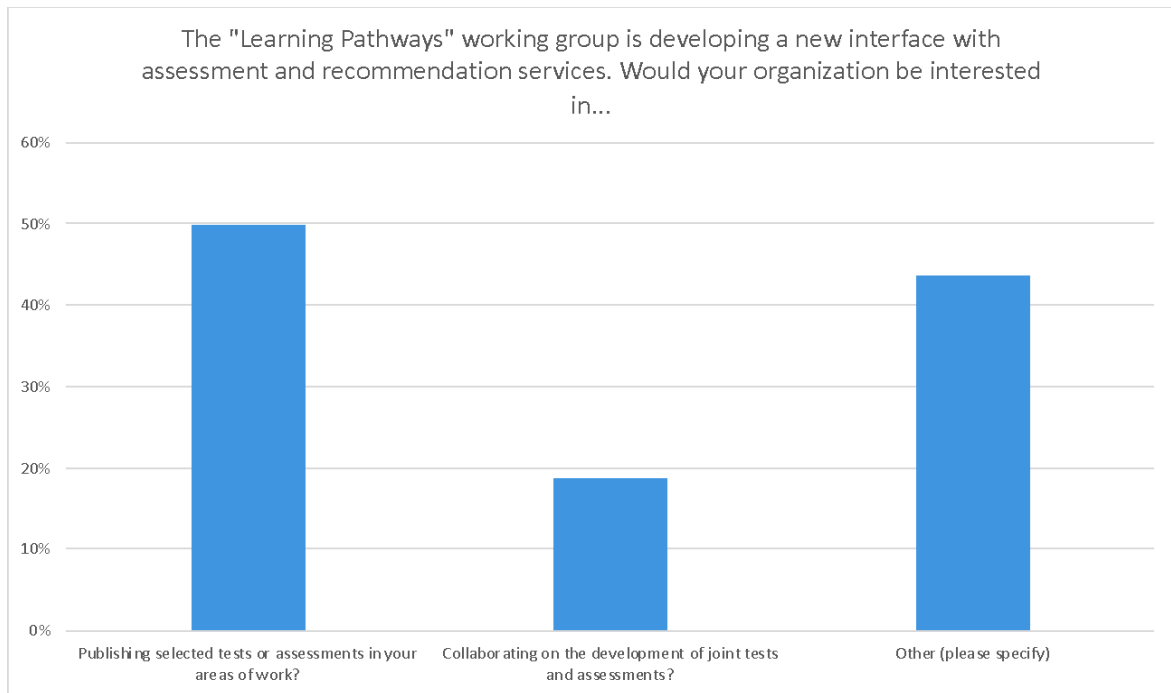 The "Learning Pathways" working group is developing a new interface with
assessment and recommendation services. Would your organization be interested
in...
60%
50%
40%
30%
20%
10%
0%
Publishing selected tests or assessments in your
areas of work?
Collaborating on the development of joint tests
and assessments?
Other (please specify)